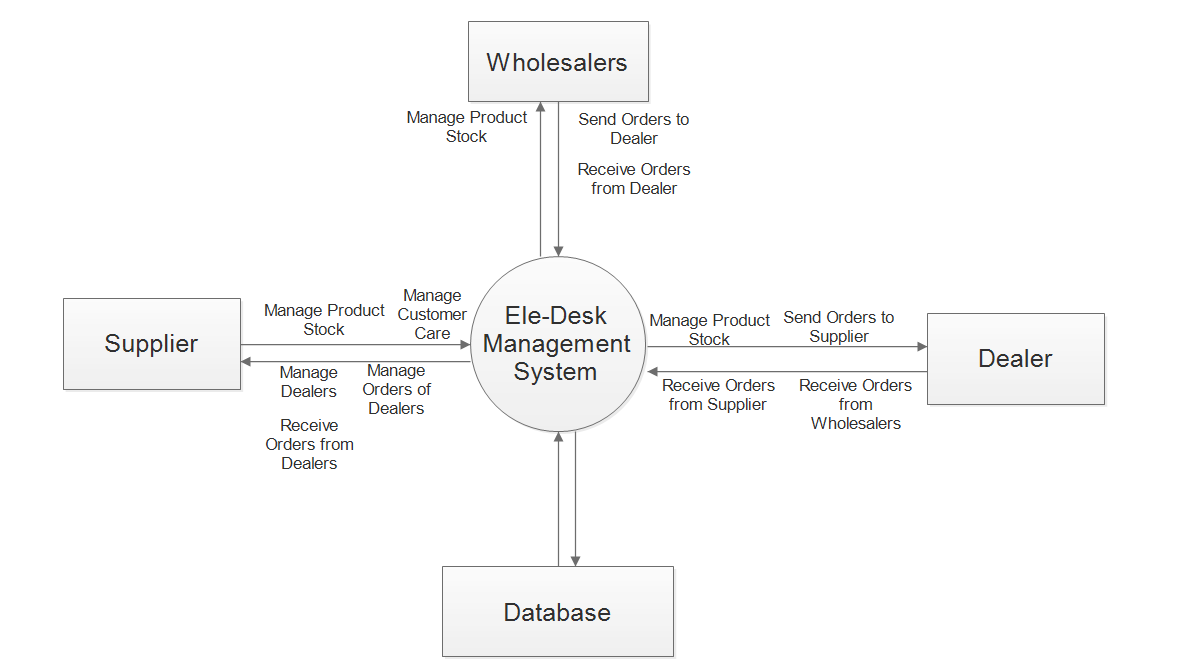 Wholesalers
Manage Product
Stock
Send Orders to
Dealer
Receive Orders
from Dealer
Supplier
Manage Product
Stock
Manage
Customer
Care
Manage
Dealers
Manage
Orders of
Dealers
Receive
Orders from
Dealers
Ele-Desk
Management
System
Manage Product
Stock
Send Orders to
Supplier
Receive Orders
from Supplier
Receive Orders
from
Wholesalers
Dealer
Database